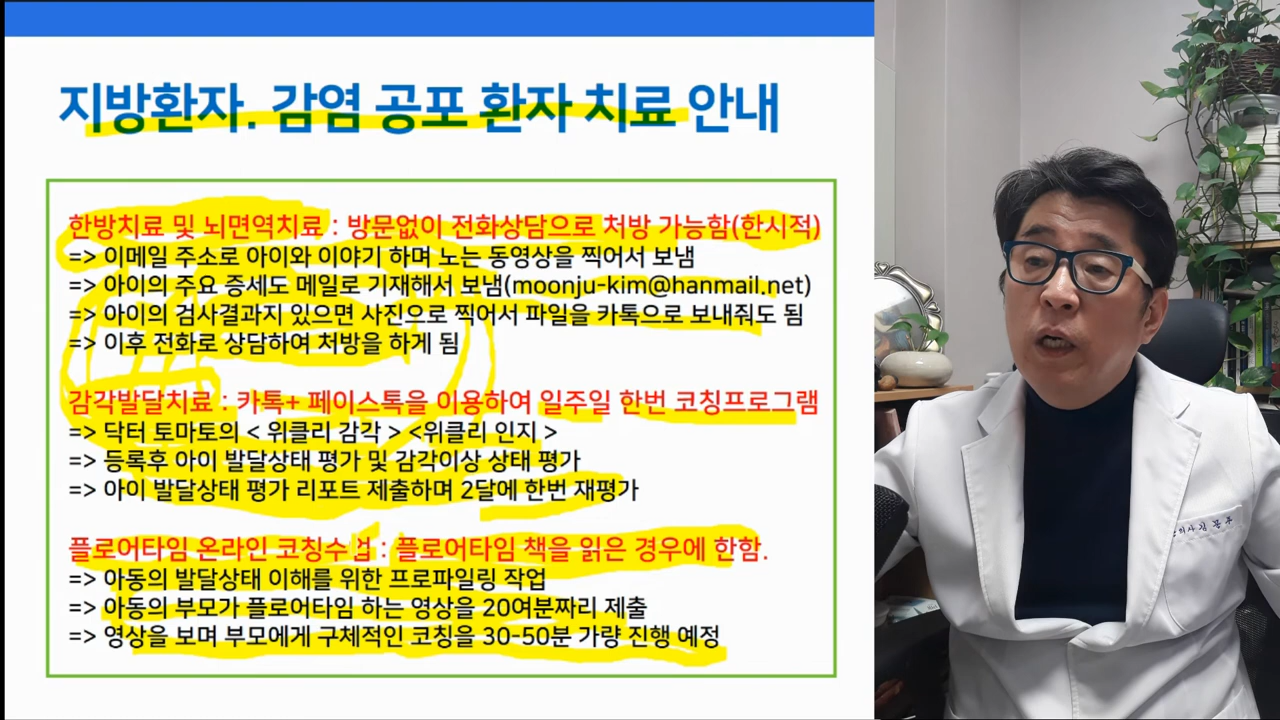 지방환자. 감염 공포 환자 치료 안내
한방치료 및 뇌면역치료 : 방문없이 전화상담으로 처방 가능함(한시적)
=> 이메일 주소로 아이와 이야기 하며 노는 동영상을 찍어서 보냄
=> 아이의 주요 증세도 메일로 기재해서 보냄(moonju-kim@hanmail.net)
=> 아이의 검사결과지 있으면 사진으로 찍어서 파일을 카톡으로 보내줘도 됨
=> 이후 전화로 상담하여 처방을 하게 됨
감각발달치료 : 카톡+ 페이스톡을 이용하여 일주일 한번 코칭프로그램
=> 닥터 토마토의 < 위클리 감각 > <위클리 인지 >
=> 등록후 아이 발달상태 평가 및 감각이상 상태 평가
=> 아이 발달상태 평가 리포트 제출하며 2달에 한번 재평가
플로어타임 온라인 코칭수업 : 플로어타임 책을 읽은 경우에 한함.
=> 아동의 발달상태 이해를 위한 프로파일링 작업
=> 아동의 부모가 플로어타임 하는 영상을 20여분짜리 제출
=> 영상을 보며 부모에게 구체적인 코칭을 30-50분 가량 진행 예정